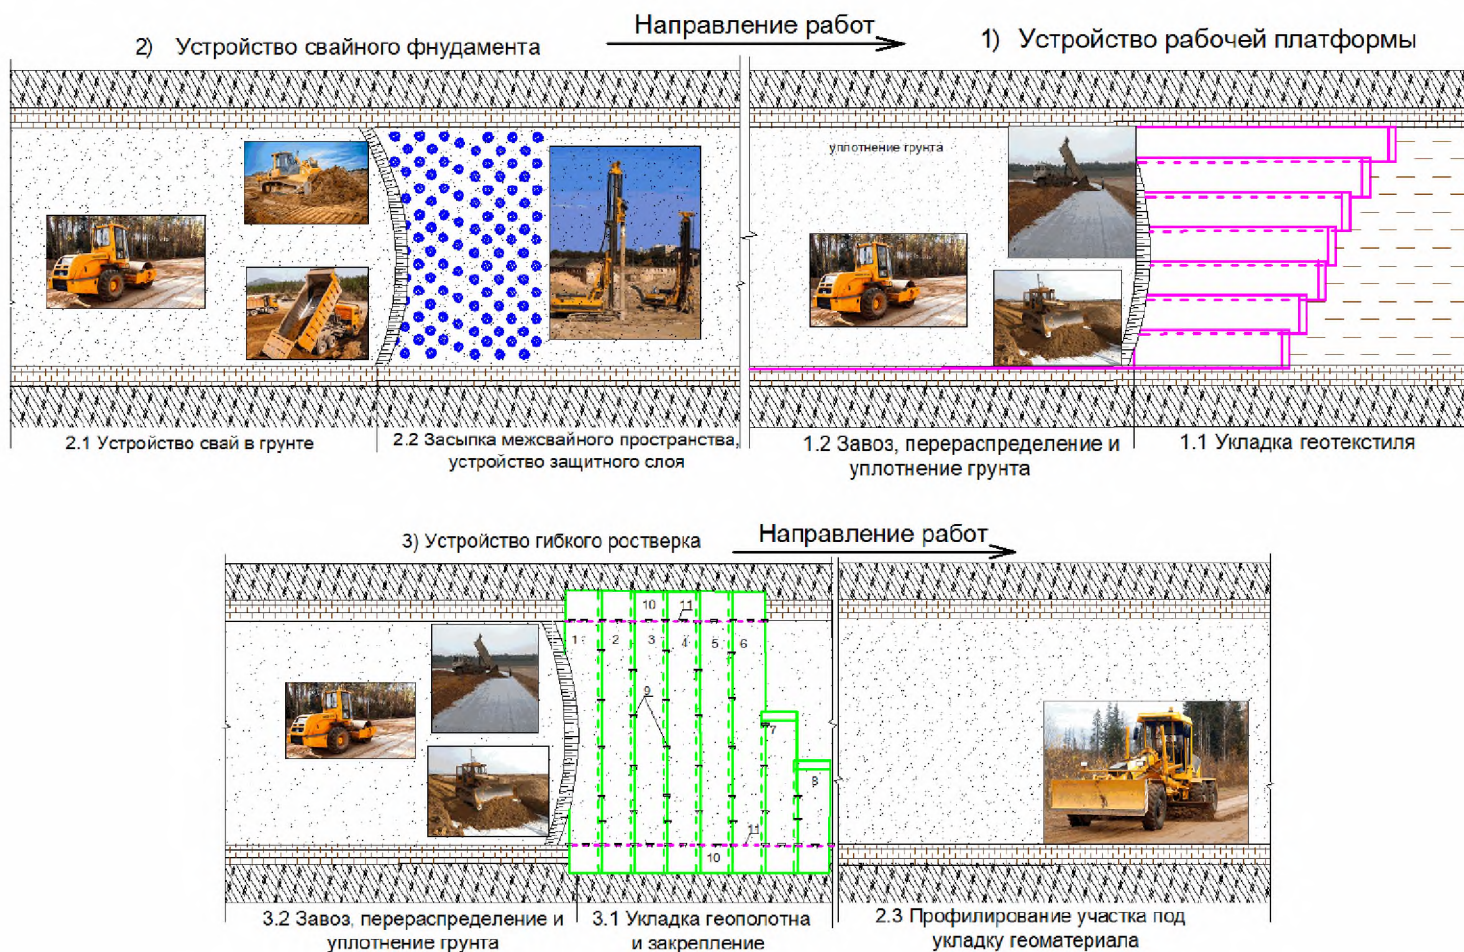 Направление работ
2) Устройство свайного фнудамента
1) Устройство рабочей платформы
уплотнение грунта
2.1 Устройство свай в грунте
2.2 Засыпка межсвайного пространства,
устройство защитного слоя
1.2 Завоз, перераспределение и
уплотнение грунта
1.1 Укладка геотекстиля
3) Устройство гибкого ростверка
Направление работ
10
11
1
2
3
4
5
6
9
7
8
11
10
3.2 Завоз, перераспределение и
уплотнение грунта
3.1 Укладка геополотна
и закрепление
2.3 Профилирование участка под
укладку геоматериала